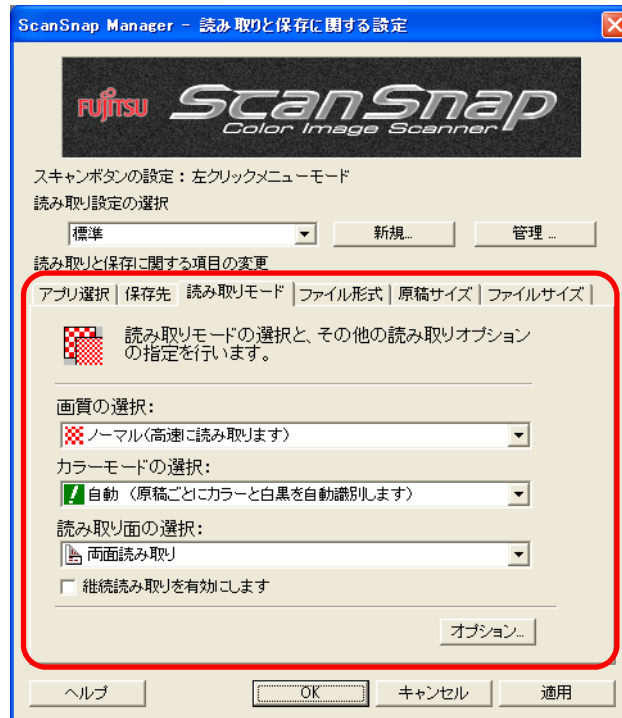 ScanSnap Manager - 読み取りと保存に関する設定
FUJITSU ScanSnap
Color Image Scanner
スキャンボタンの設定：左クリックメニューモード
読み取り設定の選択
標準 新規... 管理 ...
読み取りと保存に関する項目の変更
アプリ選択 保存先 読み取りモード ファイル形式 原稿サイズ ファイルサイズ
読み取りモードの選択と、その他の読み取りオプション
の指定を行います。
画質の選択：
ノーマル(高速に読み取ります)
カラーモードの選択：
自動 (原稿ごとにカラーと白黒を自動識別します)
読み取り面の選択：
両面読み取り
継続読み取りを有効にします
オプション...
ヘルプ OK キャンセル 適用